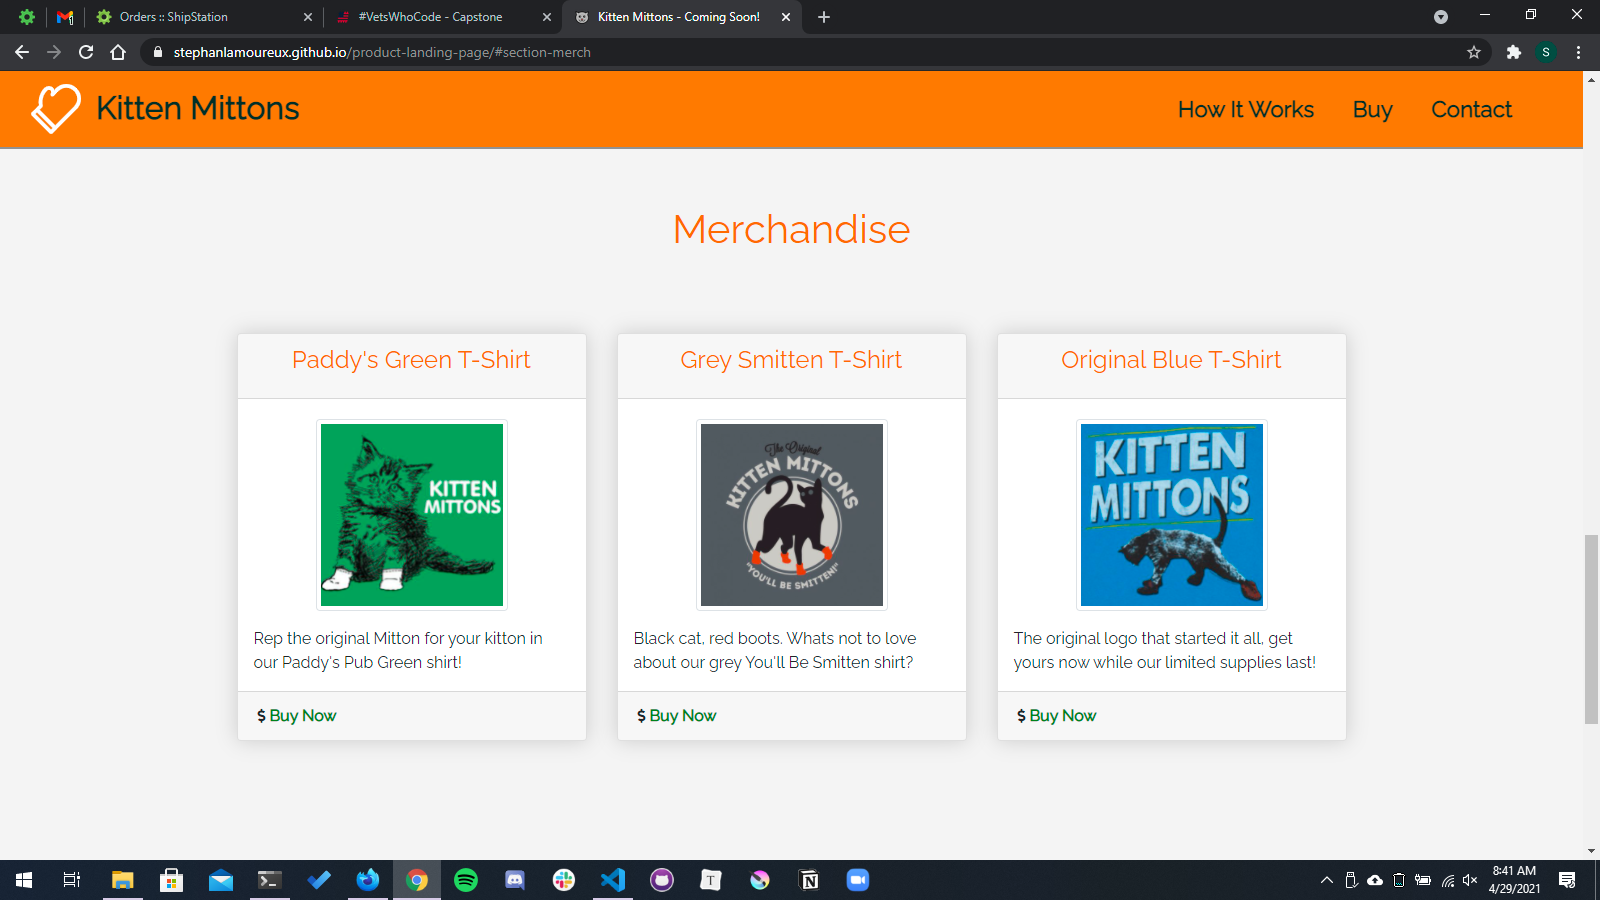 Orders :: ShipStation
#VetsWhoCode - Capstone
Kitten Mittons - Coming Soon!
stephanlamoureux.github.io/product-landing-page/#section-merch
S
Kitten Mittons
How It Works
Buy
Contact
Merchandise
Paddy's Green T-Shirt
Grey Smitten T-Shirt
Original Blue T-Shirt
KITTEN
MITTONS
The Original
KITTEN MITTONS
"YOU'LL BE SMITTEN!"
KITTEN
MITTONS
Rep the original Mitton for your kitton in
our Paddy's Pub Green shirt!
Black cat, red boots. Whats not to love
about our grey You'll Be Smitten shirt?
The original logo that started it all, get
yours now while our limited supplies last!
$ Buy Now
$ Buy Now
$ Buy Now
T
N
8:41 AM
4/29/2021